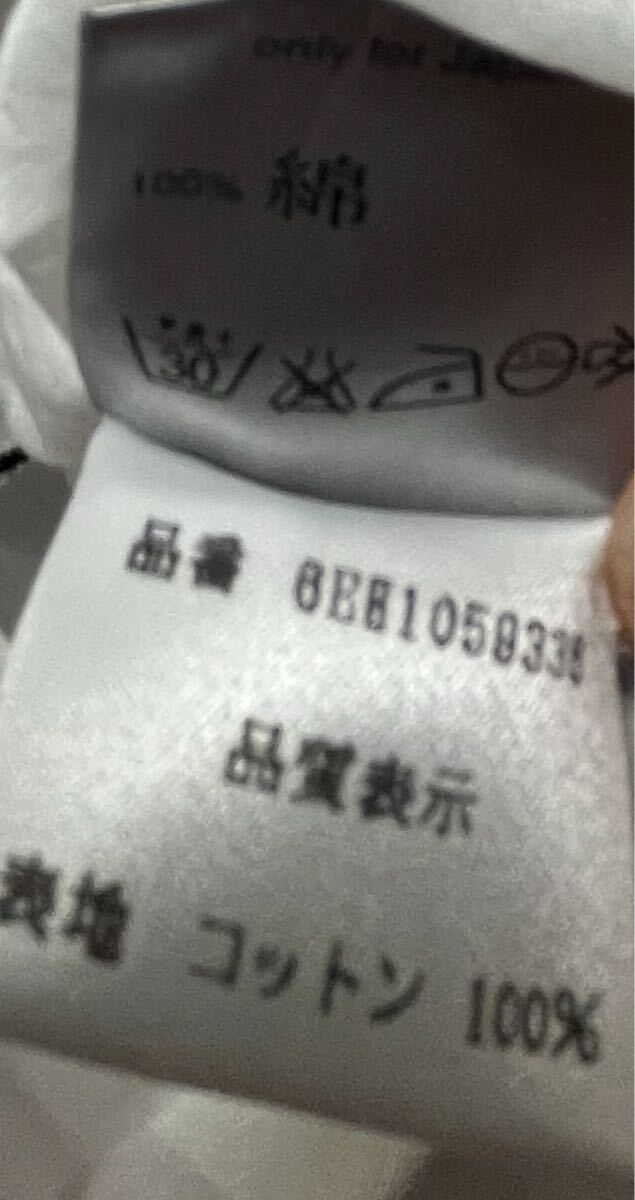 only for Japan
100% 綿
30
品番 6EB1059339
品質表示
表地 コットン 100%